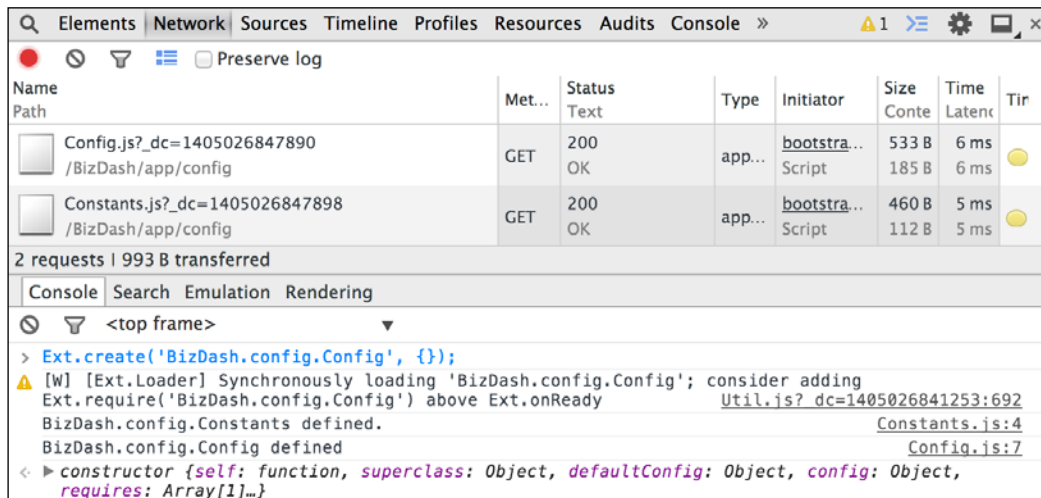 Elements Network Sources Timeline Profiles Resources Audits Console » 1 ×
Preserve log
Name Met... Status Type Initiator Size Time Tir
Path Text Conte Latenc
Config.js?_dc=1405026847890 GET 200 app... bootstra... 533 B 6 ms
/BizDash/app/config OK Script 185 B 6 ms
Constants.js?_dc=1405026847898 GET 200 app... bootstra... 460 B 5 ms
/BizDash/app/config OK Script 112 B 5 ms
2 requests | 993 B transferred
Console Search Emulation Rendering
<top frame> ▼
> Ext.create('BizDash.config.Config', {});
[W] [Ext.Loader] Synchronously loading 'BizDash.config.Config'; consider adding
Ext.require('BizDash.config.Config') above Ext.onReady Util.js?_dc=1405026841253:692
BizDash.config.Constants defined. Constants.js:4
BizDash.config.Config defined Config.js:7
▶ constructor {self: function, superclass: Object, defaultConfig: Object, config: Object,
requires: Array[1]…}